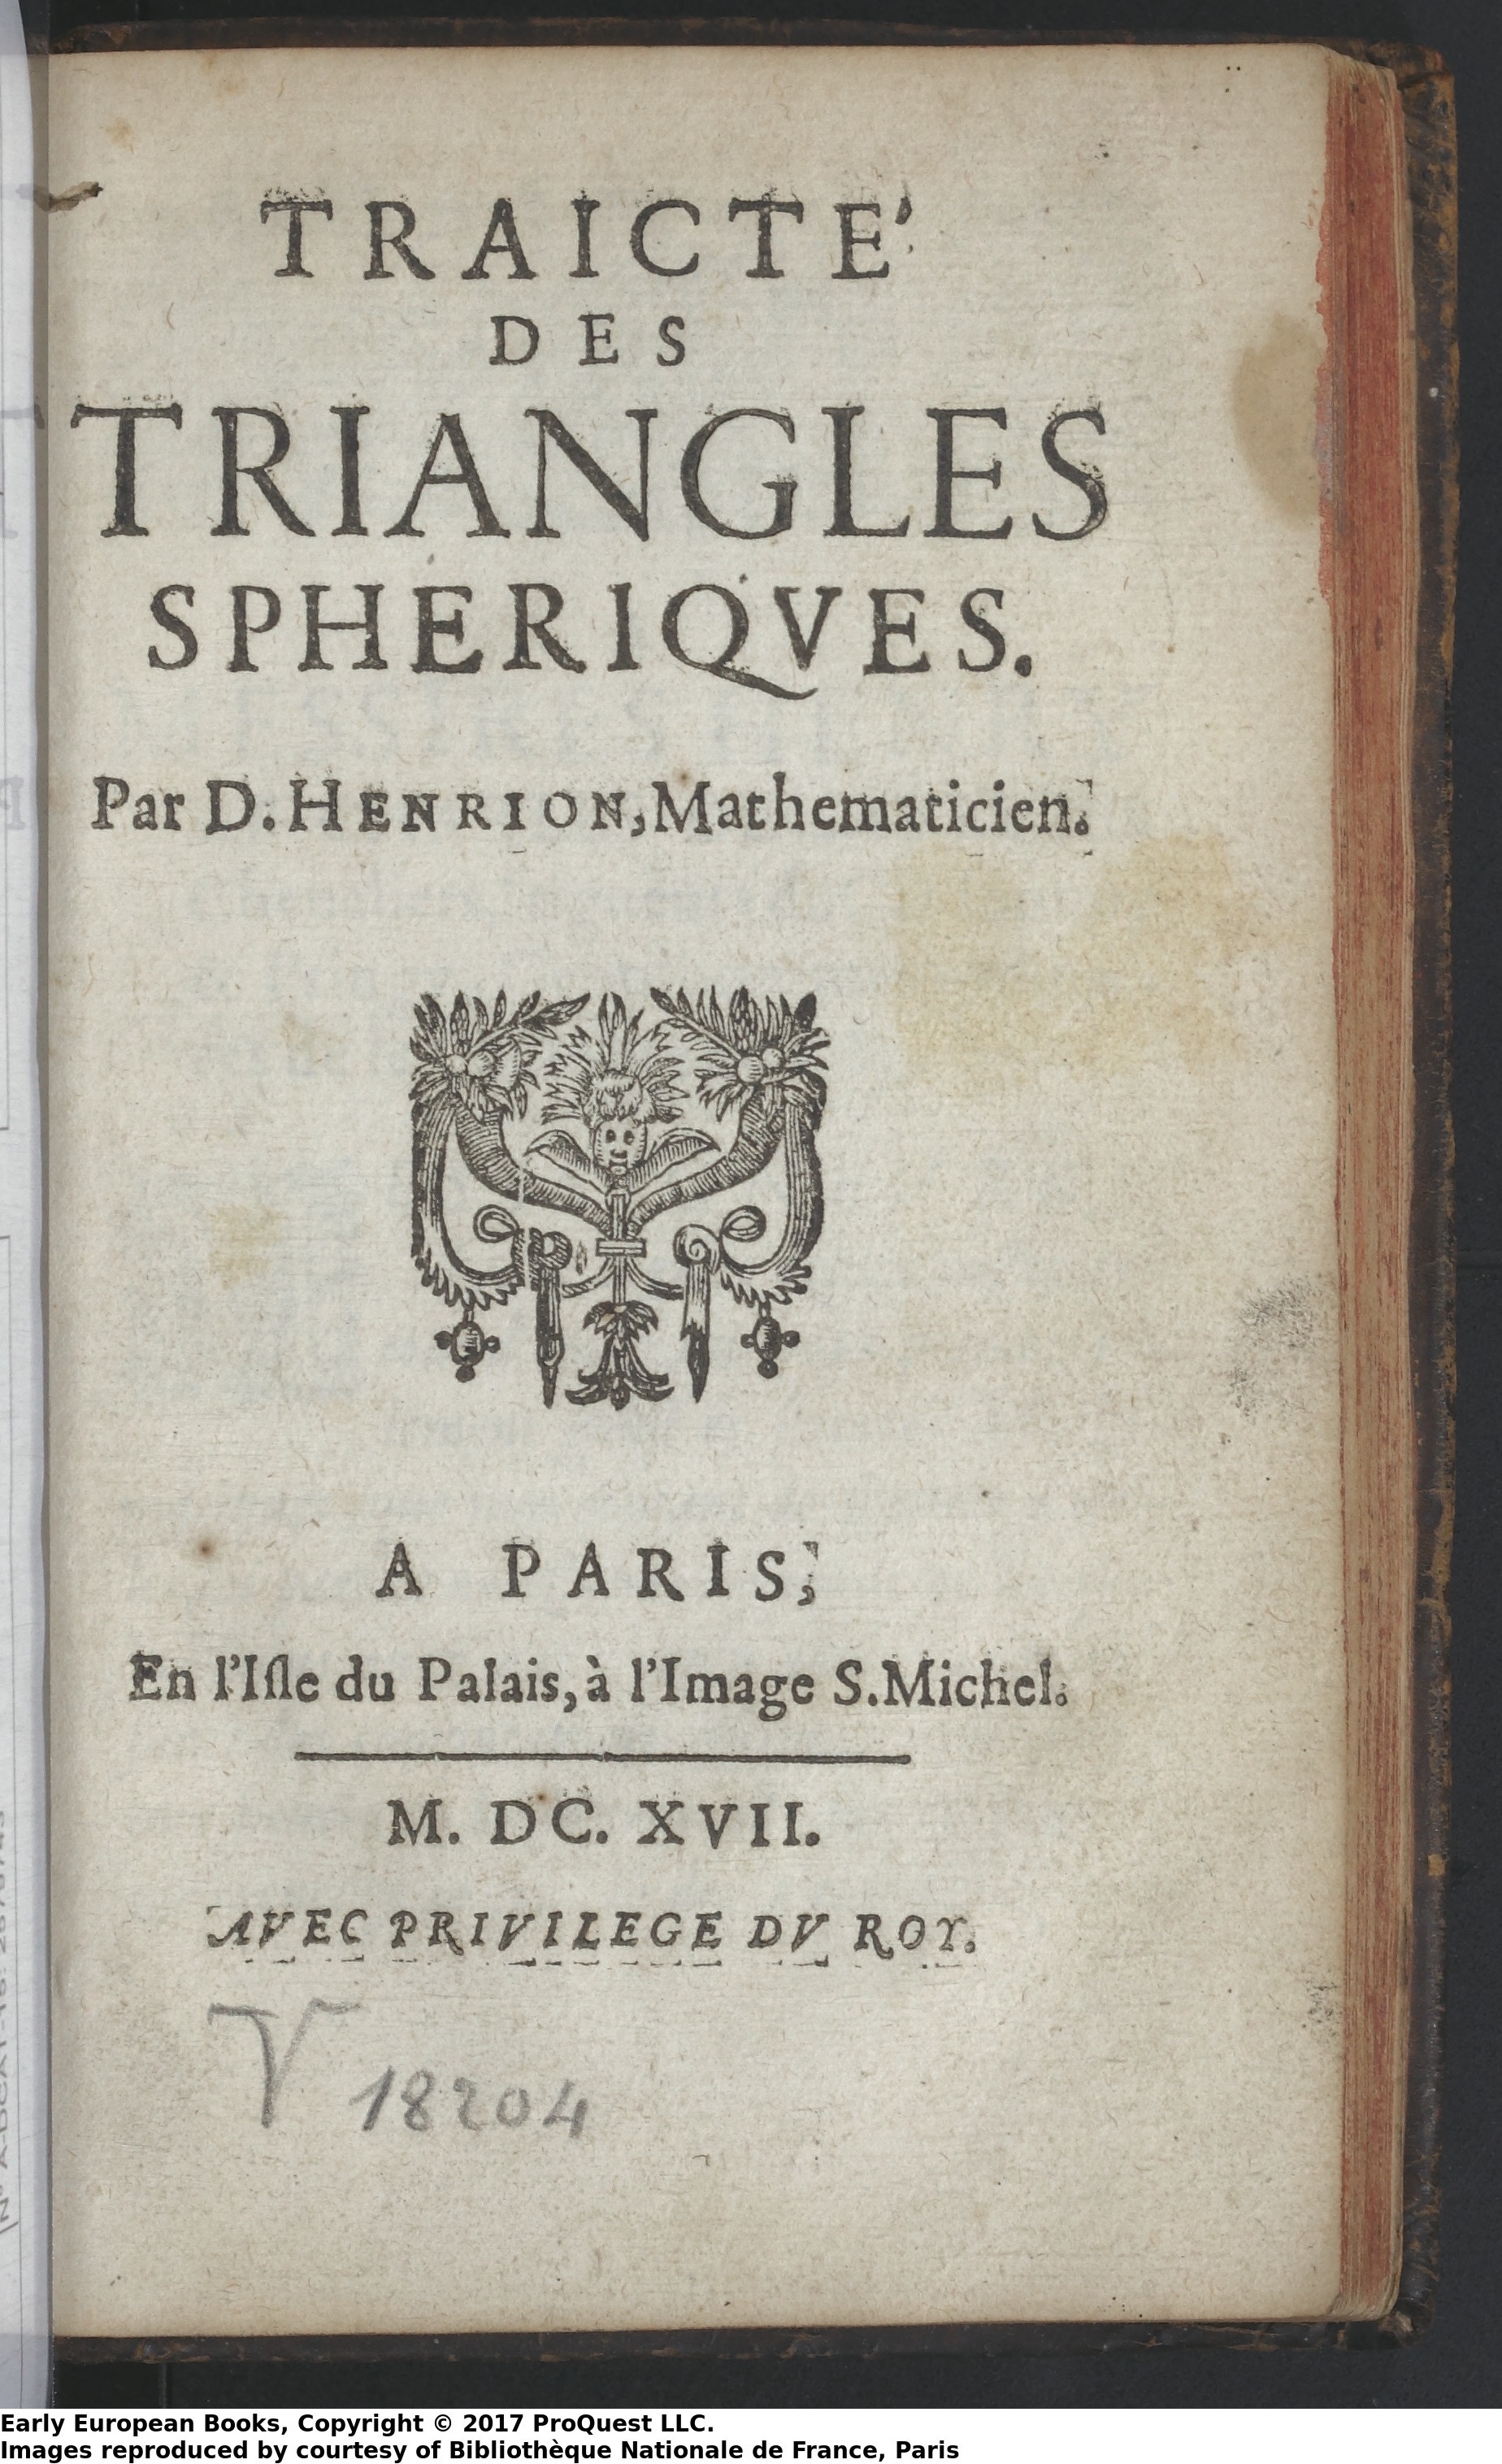 TRAICTE'
DES
TRIANGLES
SPHERIQVES.
Par D. HENRION, Mathematicien.
A PARIS,
En l'Iſle du Palais, à l'Image S. Michel.
M. DC. XVII.
AVEC PRIVILEGE DV ROY.
V 18204
Early European Books, Copyright © 2017 ProQuest LLC.
Images reproduced by courtesy of Bibliothèque Nationale de France, Paris